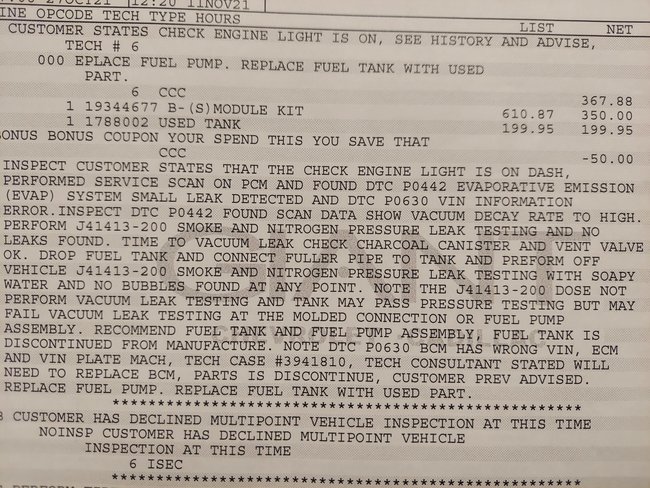 27OCT21 12:20 11NOV21
LINE OPCODE TECH TYPE HOURS LIST NET
CUSTOMER STATES CHECK ENGINE LIGHT IS ON, SEE HISTORY AND ADVISE,
TECH # 6
000 EPLACE FUEL PUMP. REPLACE FUEL TANK WITH USED
PART.
6 CCC 367.88
1 19344677 B-(S)MODULE KIT 610.87 350.00
1 1788002 USED TANK 199.95 199.95
BONUS BONUS COUPON YOUR SPEND THIS YOU SAVE THAT
CCC -50.00
INSPECT CUSTOMER STATES THAT THE CHECK ENGINE LIGHT IS ON DASH,
PERFORMED SERVICE SCAN ON PCM AND FOUND DTC P0442 EVAPORATIVE EMISSION
(EVAP) SYSTEM SMALL LEAK DETECTED AND DTC P0630 VIN INFORMATION
ERROR.INSPECT DTC P0442 FOUND SCAN DATA SHOW VACUUM DECAY RATE TO HIGH.
PERFORM J41413-200 SMOKE AND NITROGEN PRESSURE LEAK TESTING AND NO
LEAKS FOUND. TIME TO VACUUM LEAK CHECK CHARCOAL CANISTER AND VENT VALVE
OK. DROP FUEL TANK AND CONNECT FULLER PIPE TO TANK AND PREFORM OFF
VEHICLE J41413-200 SMOKE AND NITROGEN PRESSURE LEAK TESTING WITH SOAPY
WATER AND NO BUBBLES FOUND AT ANY POINT. NOTE THE J41413-200 DOSE NOT
PERFORM VACUUM LEAK TESTING AND TANK MAY PASS PRESSURE TESTING BUT MAY
FAIL VACUUM LEAK TESTING AT THE MOLDED CONNECTION OR FUEL PUMP
ASSEMBLY. RECOMMEND FUEL TANK AND FUEL PUMP ASSEMBLY, FUEL TANK IS
DISCONTINUED FROM MANUFACTURE. NOTE DTC P0630 BCM HAS WRONG VIN, ECM
AND VIN PLATE MACH, TECH CASE #3941810, TECH CONSULTANT STATED WILL
NEED TO REPLACE BCM, PARTS IS DISCONTINUE, CUSTOMER PREV ADVISED.
REPLACE FUEL PUMP. REPLACE FUEL TANK WITH USED PART.
****************************************************
B CUSTOMER HAS DECLINED MULTIPOINT VEHICLE INSPECTION AT THIS TIME
NOINSP CUSTOMER HAS DECLINED MULTIPOINT VEHICLE
INSPECTION AT THIS TIME
6 ISEC
****************************************************